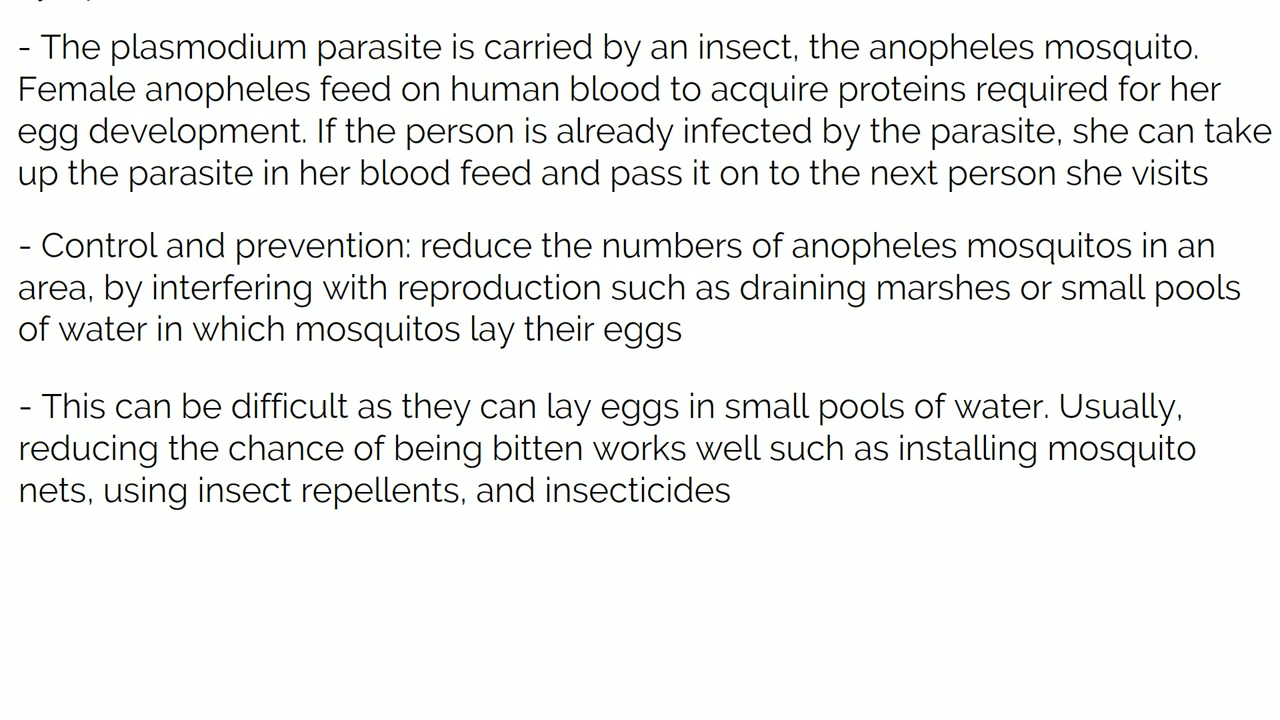 - The plasmodium parasite is carried by an insect, the anopheles mosquito.
Female anopheles feed on human blood to acquire proteins required for her
egg development. If the person is already infected by the parasite, she can take
up the parasite in her blood feed and pass it on to the next person she visits
- Control and prevention: reduce the numbers of anopheles mosquitos in an
area, by interfering with reproduction such as draining marshes or small pools
of water in which mosquitos lay their eggs
- This can be difficult as they can lay eggs in small pools of water. Usually,
reducing the chance of being bitten works well such as installing mosquito
nets, using insect repellents, and insecticides